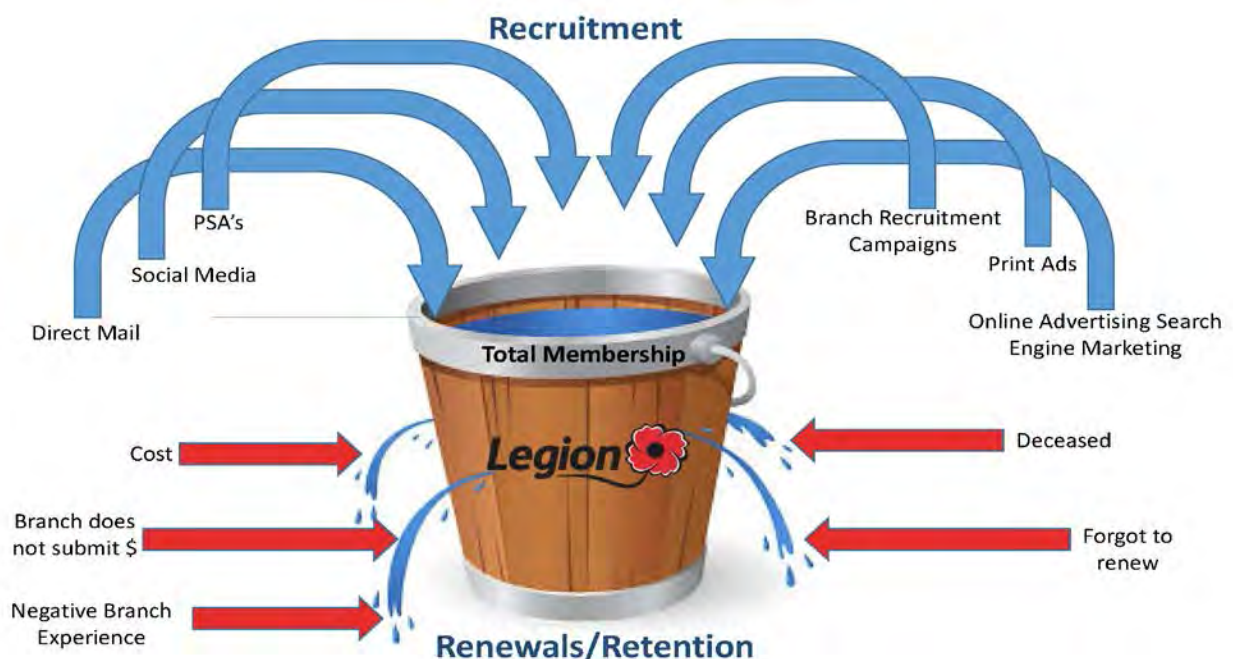 Recruitment
PSA's
Social Media
Direct Mail
Branch Recruitment
Campaigns
Print Ads
Online Advertising Search
Engine Marketing
Total Membership
Legion
Cost
Branch does
not submit $
Negative Branch
Experience
Deceased
Forgot to
renew
Renewals/Retention